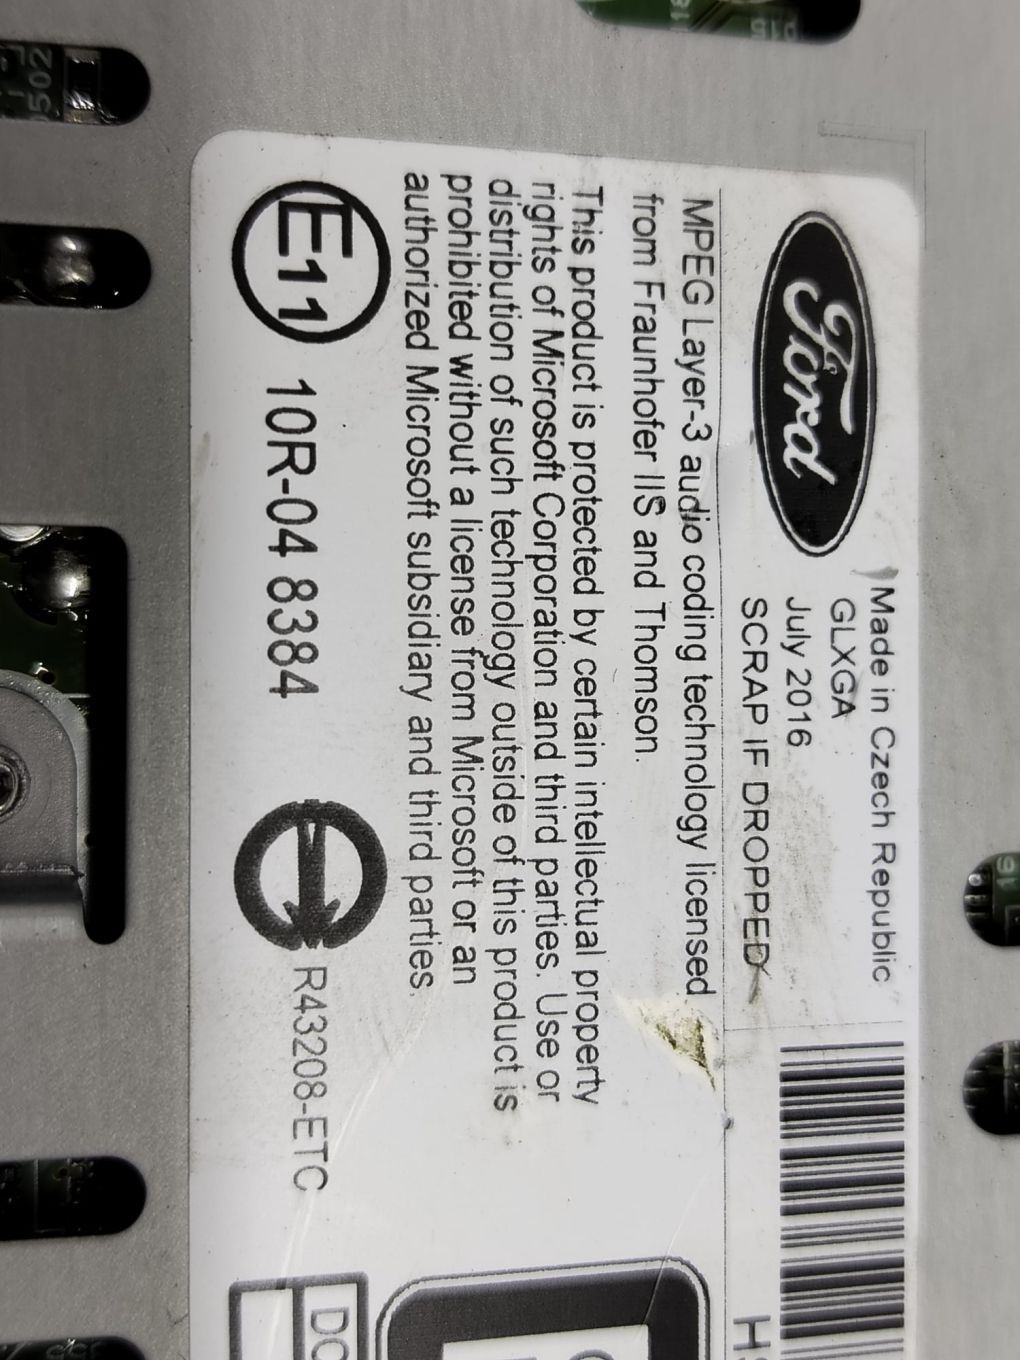 Ford
Made in Czech Republic
GLXGA
July 2016
SCRAP IF DROPPED
MPEG Layer-3 audio coding technology licensed
from Fraunhofer IIS and Thomson.
This product is protected by certain intellectual property
rights of Microsoft Corporation and third parties. Use or
distribution of such technology outside of this product is
prohibited without a license from Microsoft or an
authorized Microsoft subsidiary and third parties.
E11 10R-04 8384
R43208-ETC
502
16